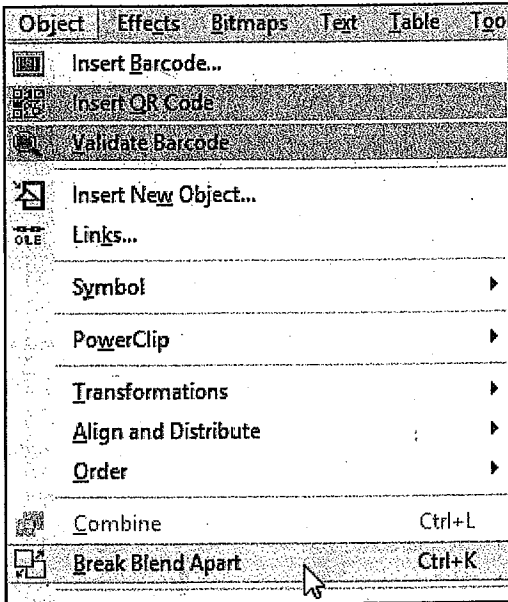 Object Effects Bitmaps Text Table Too
Insert Barcode...
Insert QR Code
Validate Barcode
Insert New Object...
OLE Links...
Symbol
PowerClip
Transformations
Align and Distribute
Order
Combine Ctrl+L
Break Blend Apart Ctrl+K